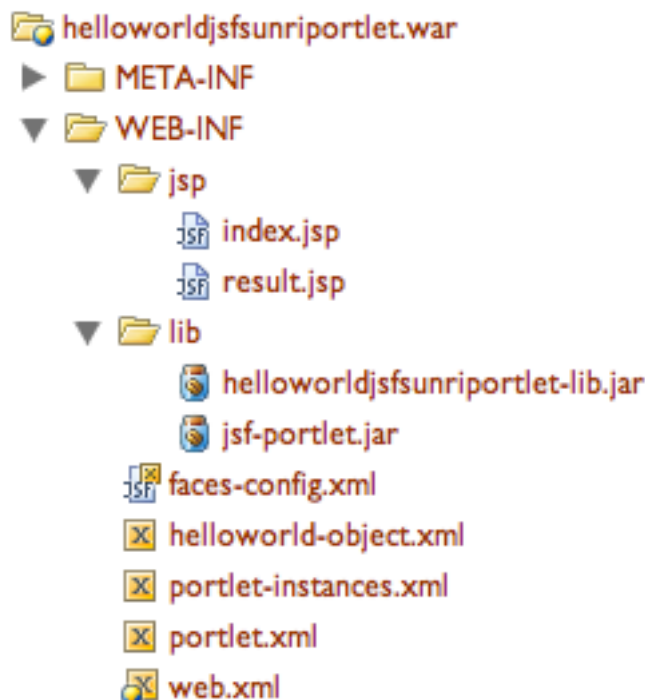 helloworldjsfsunriportlet.war
META-INF
WEB-INF
jsp
index.jsp
result.jsp
lib
helloworldjsfsunriportlet-lib.jar
jsf-portlet.jar
faces-config.xml
helloworld-object.xml
portlet-instances.xml
portlet.xml
web.xml